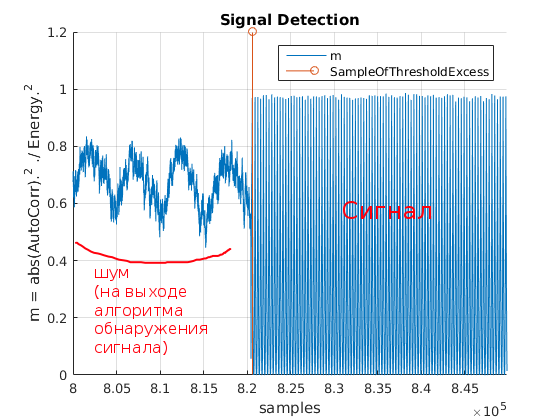 Signal Detection
1.2
1
0.8
0.6
0.4
0.2
0
m = abs(AutoCorr).² ./ Energy.²
m
SampleOfThresholdExcess
Сигнал
шум
(на выходе
алгоритма
обнаружения
сигнала)
8 8.05 8.1 8.15 8.2 8.25 8.3 8.35 8.4 8.45
×10⁵
samples